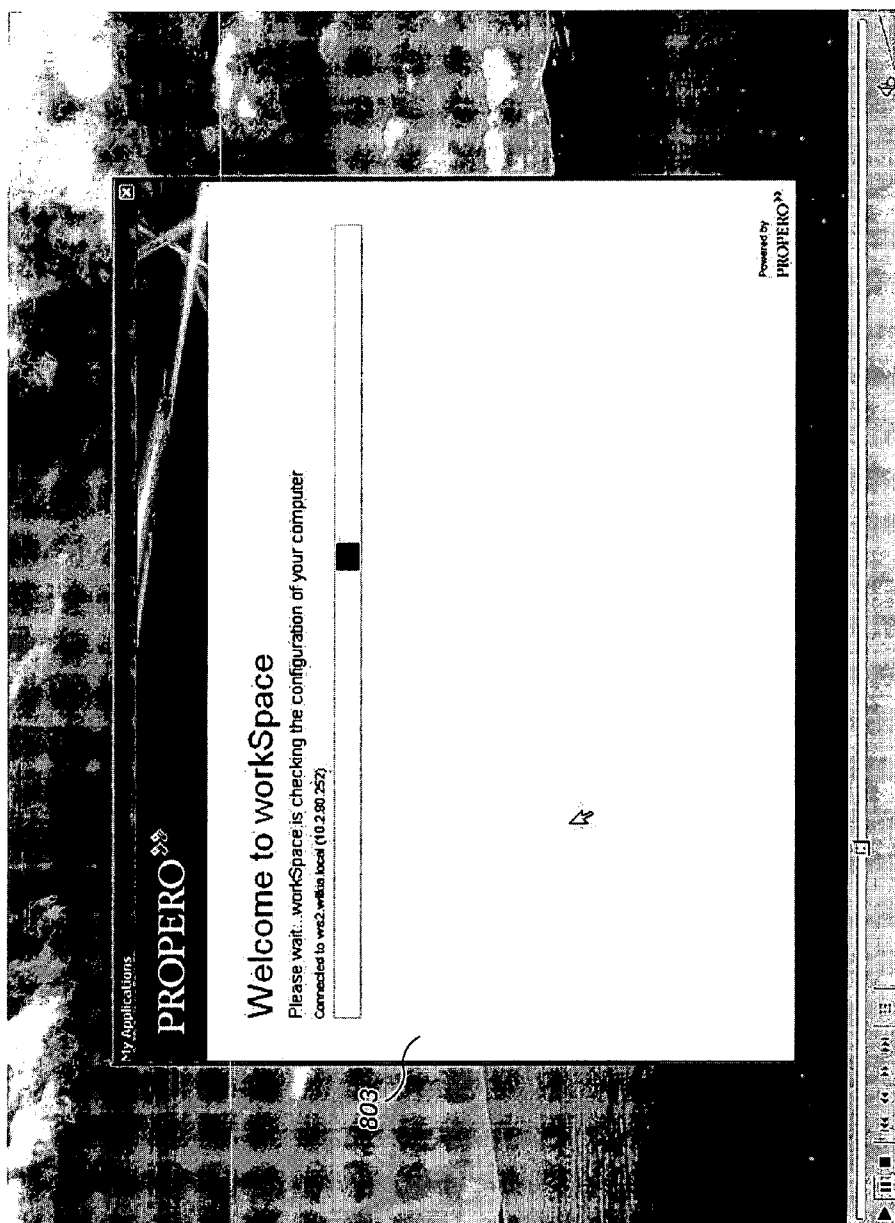 My Applications
PROPERO
Welcome to workSpace
Please wait...workSpace is checking the configuration of your computer
Connected to ws2.witkia.local (10.2.80.252)
Powered by
PROPERO
803